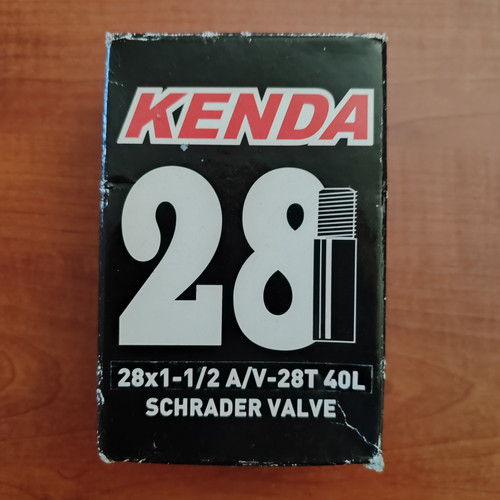 KENDA
28
28x1-1/2 A/V-28T 40L
SCHRADER VALVE